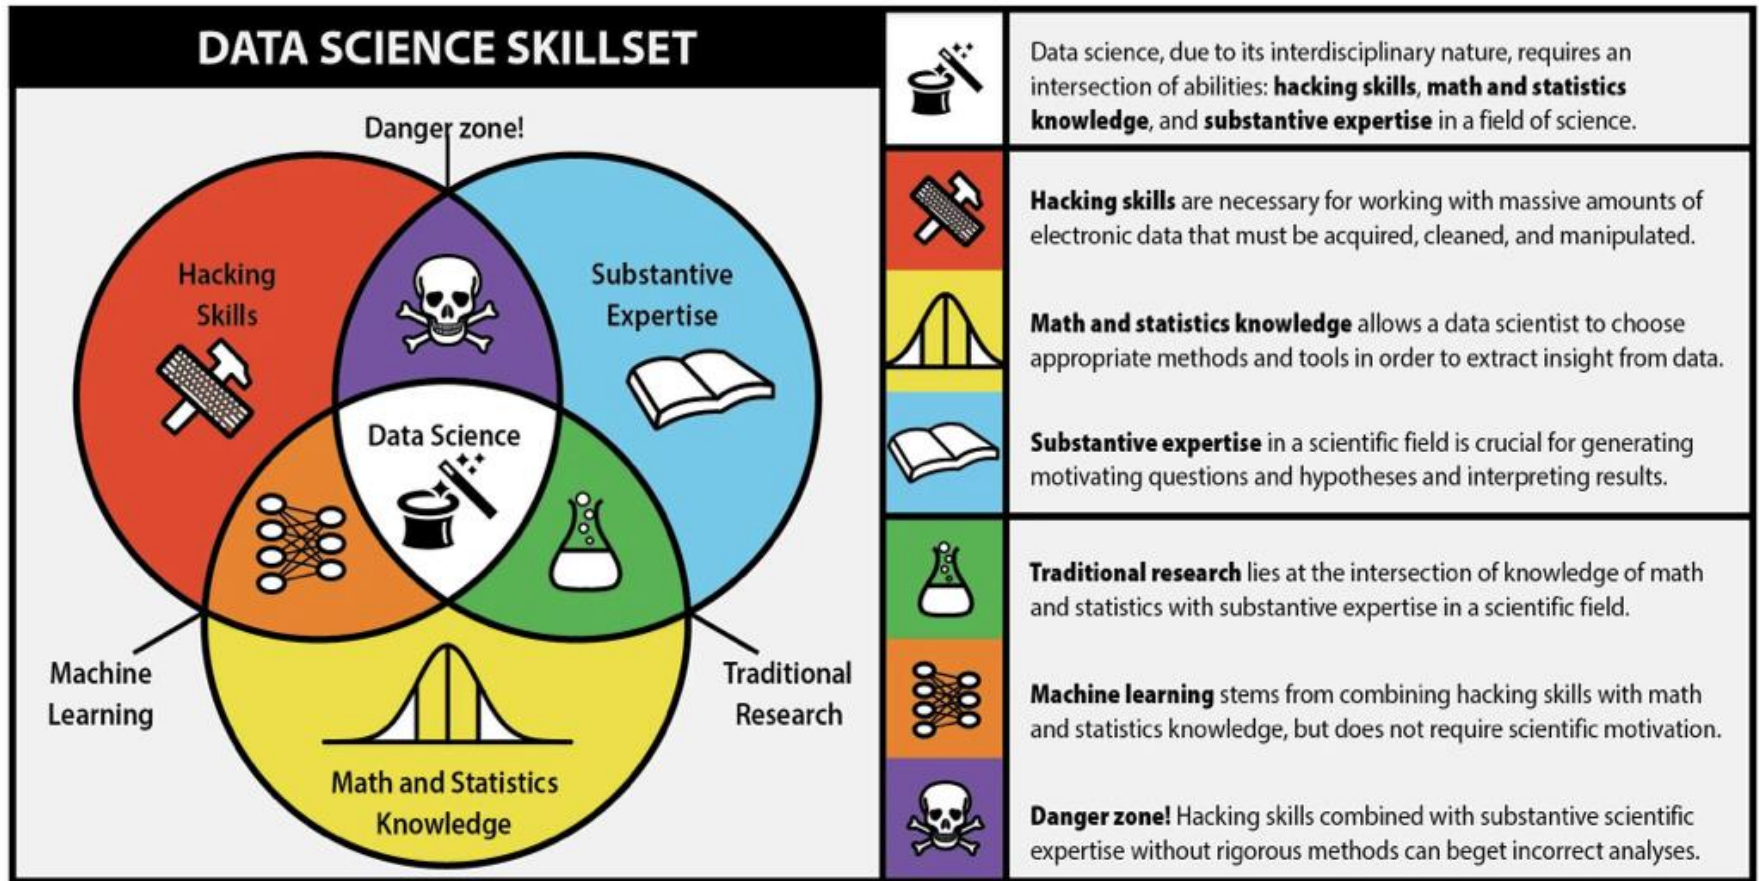 DATA SCIENCE SKILLSET
Danger zone!
Hacking
Skills
Substantive
Expertise
Data Science
Machine
Learning
Traditional
Research
Math and Statistics
Knowledge
Data science, due to its interdisciplinary nature, requires an
intersection of abilities: hacking skills, math and statistics
knowledge, and substantive expertise in a field of science.
Hacking skills are necessary for working with massive amounts of
electronic data that must be acquired, cleaned, and manipulated.
Math and statistics knowledge allows a data scientist to choose
appropriate methods and tools in order to extract insight from data.
Substantive expertise in a scientific field is crucial for generating
motivating questions and hypotheses and interpreting results.
Traditional research lies at the intersection of knowledge of math
and statistics with substantive expertise in a scientific field.
Machine learning stems from combining hacking skills with math
and statistics knowledge, but does not require scientific motivation.
Danger zone! Hacking skills combined with substantive scientific
expertise without rigorous methods can beget incorrect analyses.